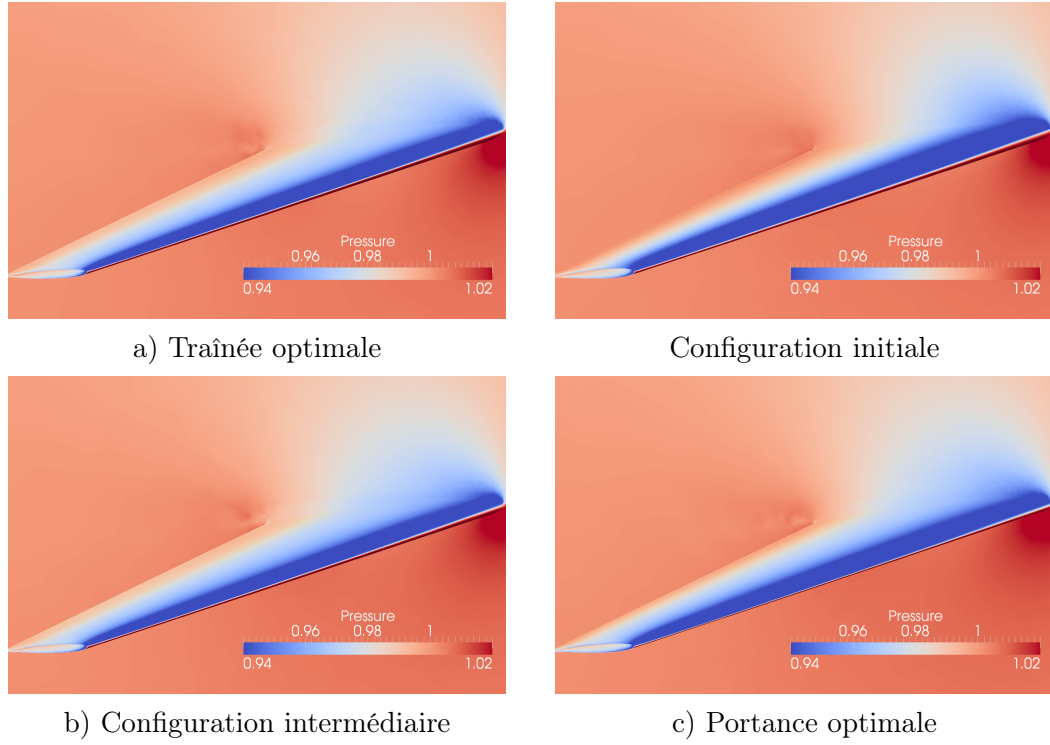 Pressure
0.96 0.98 1
0.94 1.02
Pressure
0.96 0.98 1
0.94 1.02
a) Traînée optimale
Configuration initiale
Pressure
0.96 0.98 1
0.94 1.02
Pressure
0.96 0.98 1
0.94 1.02
b) Configuration intermédiaire
c) Portance optimale